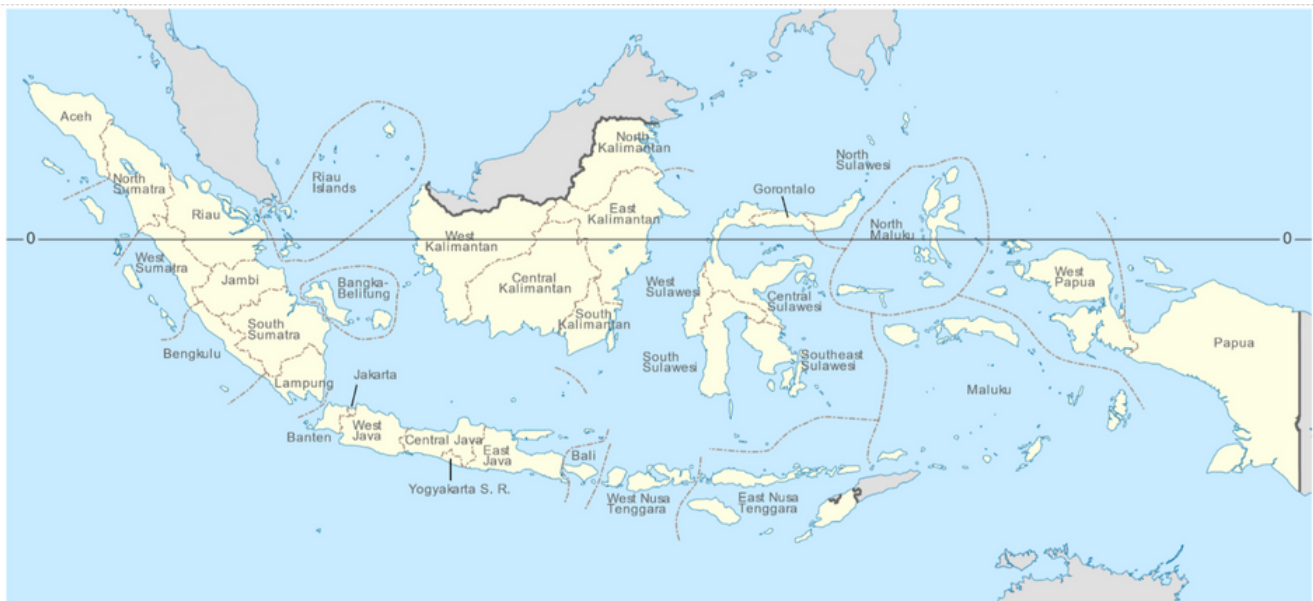 Aceh
North
Sumatra
Riau
Islands
Riau
North
Kalimantan
North
Sulawesi
Gorontalo
East
Kalimantan
North
Maluku
0
0
West
Kalimantan
West
Sumatra
Jambi
Bangka-
Belitung
Central
Kalimantan
West
Sulawesi
Central
Sulawesi
West
Papua
South
Sumatra
South
Kalimantan
Papua
Bengkulu
South
Sulawesi
Southeast
Sulawesi
Lampung
Jakarta
Maluku
Banten
West
Java
Central Java
East
Java
Bali
Yogyakarta S. R.
West Nusa
Tenggara
East Nusa
Tenggara